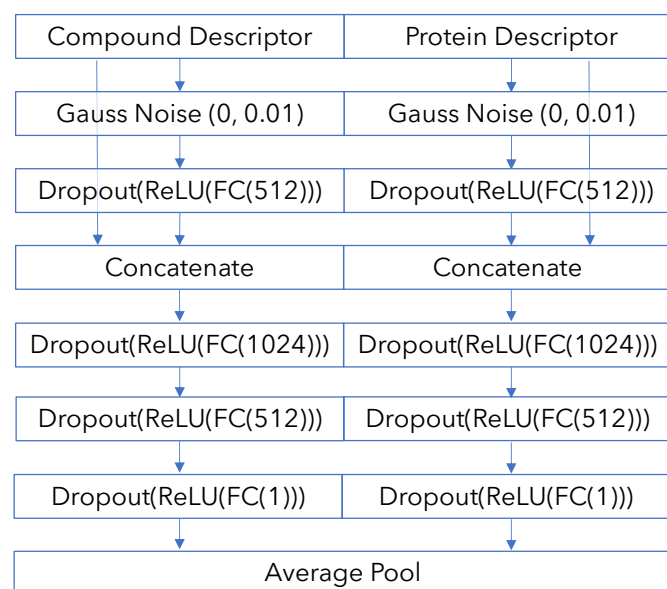 Compound Descriptor Protein Descriptor
Gauss Noise (0, 0.01) Gauss Noise (0, 0.01)
Dropout(ReLU(FC(512))) Dropout(ReLU(FC(512)))
Concatenate Concatenate
Dropout(ReLU(FC(1024))) Dropout(ReLU(FC(1024)))
Dropout(ReLU(FC(512))) Dropout(ReLU(FC(512)))
Dropout(ReLU(FC(1))) Dropout(ReLU(FC(1)))
Average Pool